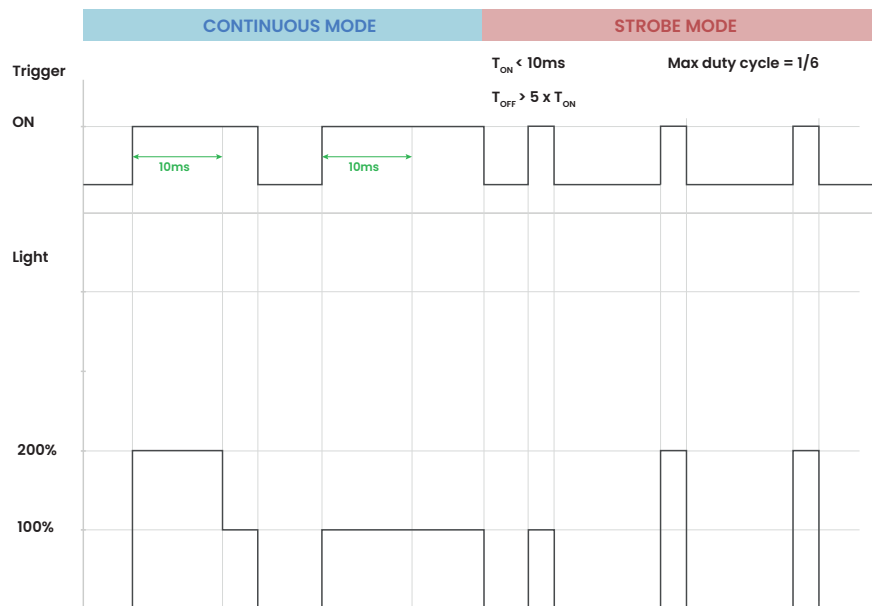 CONTINUOUS MODE STROBE MODE
Trigger
TON < 10ms Max duty cycle = 1/6
TOFF > 5 x TON
ON
10ms 10ms
Light
200%
100%